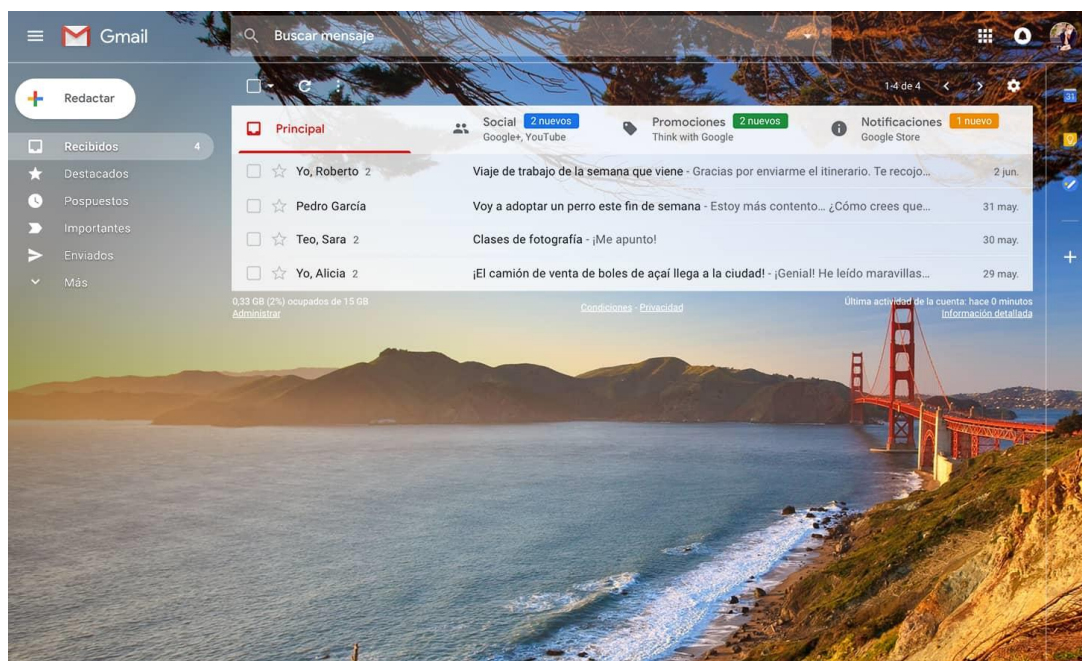 Gmail
Buscar mensaje
Redactar
1-4 de 4
Recibidos 4
Destacados
Pospuestos
Importantes
Enviados
Más
Principal
Social 2 nuevos
Google+, YouTube
Promociones 2 nuevos
Think with Google
Notificaciones 1 nuevo
Google Store
Yo, Roberto 2 Viaje de trabajo de la semana que viene - Gracias por enviarme el itinerario. Te recojo... 2 jun.
Pedro García Voy a adoptar un perro este fin de semana - Estoy más contento... ¿Cómo crees que... 31 may.
Teo, Sara 2 Clases de fotografía - ¡Me apunto! 30 may.
Yo, Alicia 2 ¡El camión de venta de boles de açaí llega a la ciudad! - ¡Genial! He leído maravillas... 29 may.
0,33 GB (2%) ocupados de 15 GB
Administrar
Condiciones - Privacidad
Última actividad de la cuenta: hace 0 minutos
Información detallada
31